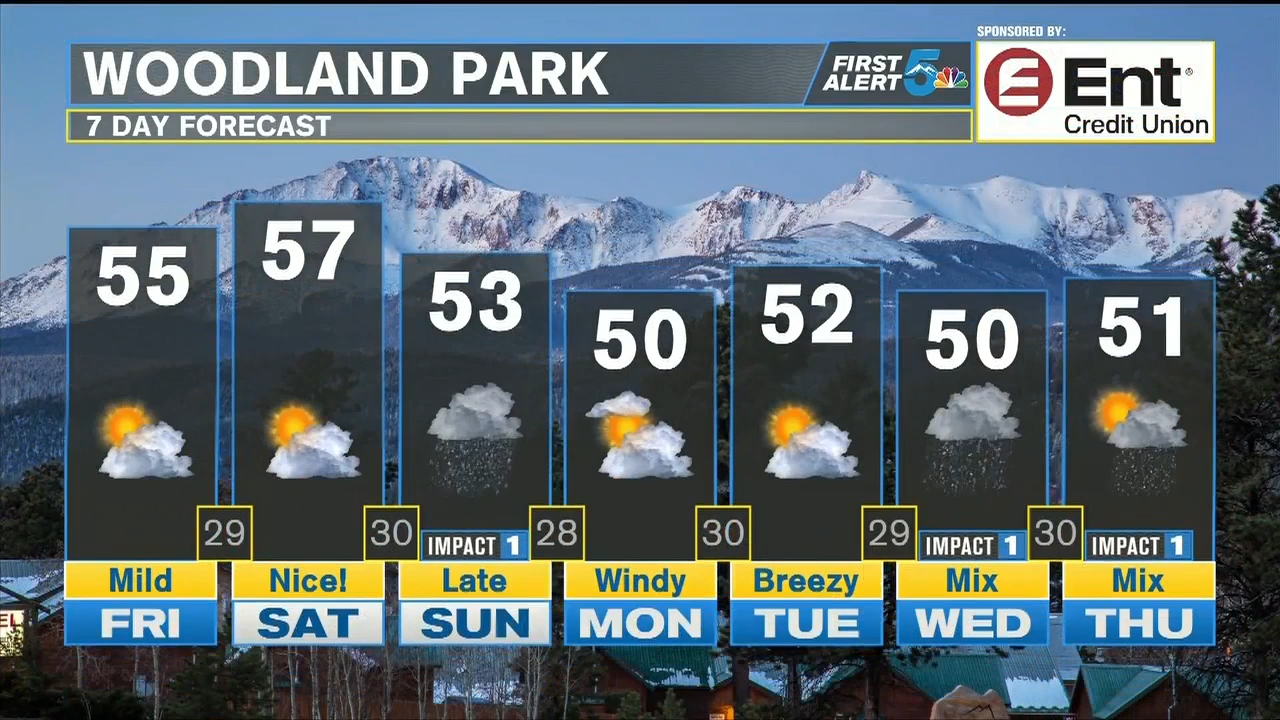 SPONSORED BY:
WOODLAND PARK
FIRST ALERT 5
Ent
Credit Union
7 DAY FORECAST
55 57 53 50 52 50 51
29 30 28 30 29 30
IMPACT 1 IMPACT 1 IMPACT 1
Mild Nice! Late Windy Breezy Mix Mix
FRI SAT SUN MON TUE WED THU
EL